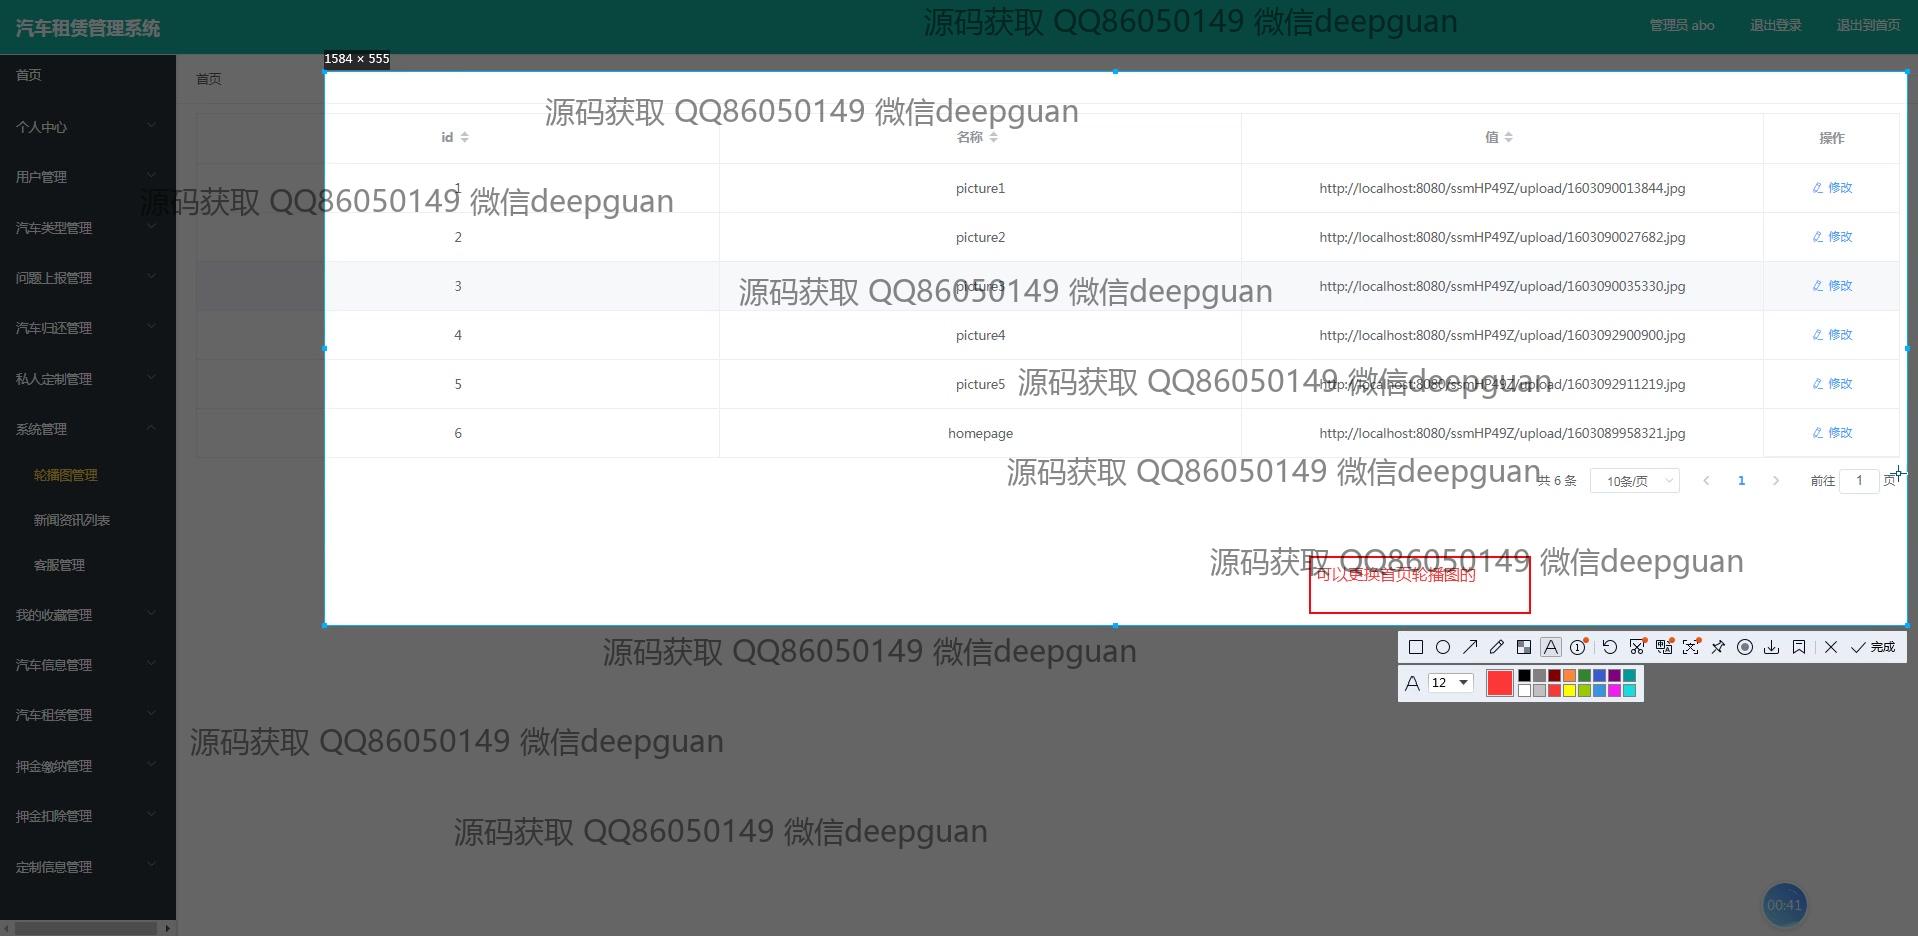 汽车租赁管理系统
源码获取 QQ86050149 微信deepguan
管理员 abo
退出登录
退出到首页
1584 × 555
首页
首页
源码获取 QQ86050149 微信deepguan
个人中心
id 名称 值 操作
用户管理
1 picture1 http://localhost:8080/ssmHP49Z/upload/1603090013844.jpg 修改
源码获取 QQ86050149 微信deepguan
汽车类型管理
2 picture2 http://localhost:8080/ssmHP49Z/upload/1603090027682.jpg 修改
问题上报管理
3 picture3 http://localhost:8080/ssmHP49Z/upload/1603090035330.jpg 修改
源码获取 QQ86050149 微信deepguan
汽车归还管理
4 picture4 http://localhost:8080/ssmHP49Z/upload/1603092900900.jpg 修改
私人定制管理
5 picture5 http://localhost:8080/ssmHP49Z/upload/1603092911219.jpg 修改
源码获取 QQ86050149 微信deepguan
系统管理
6 homepage http://localhost:8080/ssmHP49Z/upload/1603089958321.jpg 修改
轮播图管理
源码获取 QQ86050149 微信deepguan
共 6 条 10条/页 1 前往 1 页
新闻资讯列表
客服管理
源码获取 QQ86050149 微信deepguan
可以更换首页轮播图的
我的收藏管理
源码获取 QQ86050149 微信deepguan
完成
汽车信息管理
A 12
汽车租赁管理
源码获取 QQ86050149 微信deepguan
押金缴纳管理
押金扣除管理
源码获取 QQ86050149 微信deepguan
定制信息管理
00:41